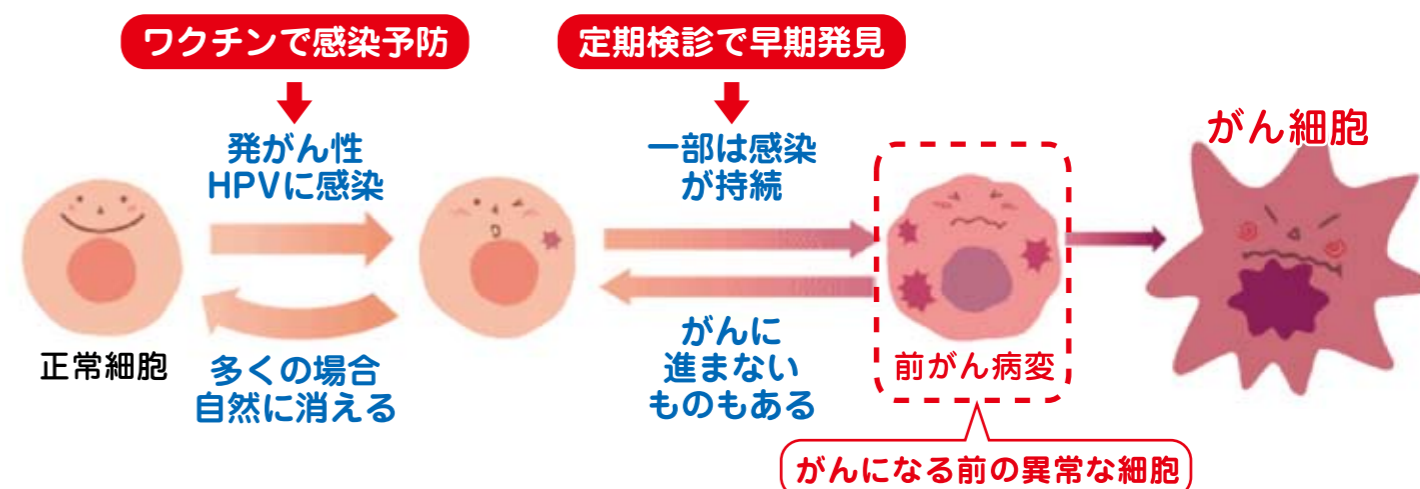 ワクチンで感染予防
定期検診で早期発見
発がん性
HPVに感染
一部は感染
が持続
がん細胞
正常細胞
多くの場合
自然に消える
がんに
進まない
ものもある
前がん病変
がんになる前の異常な細胞